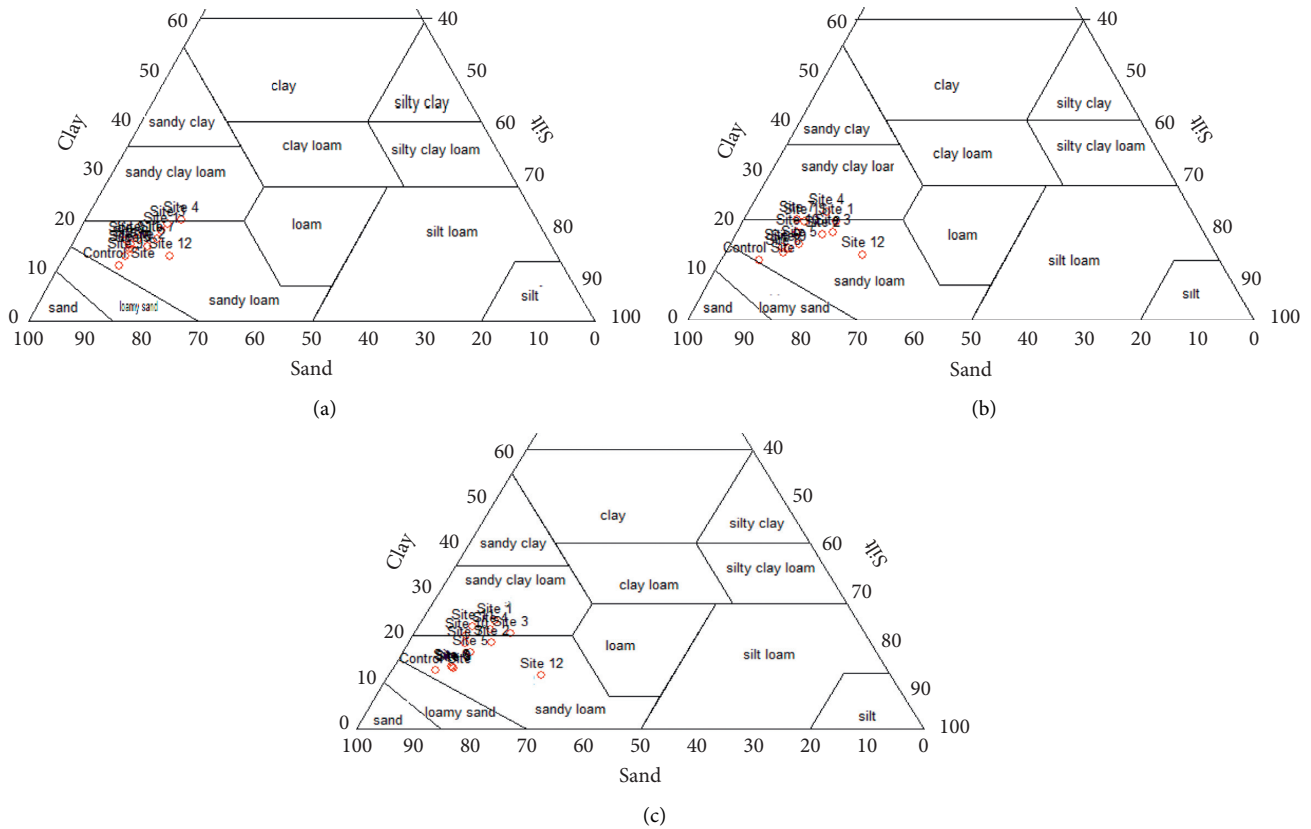 60
40
50
clay
50
silty clay
40
sandy clay
60
Clay
Silt
clay loam
silty clay loam
30
70
sandy clay loam
Site 4
20
80
loam
silt loam
Site 12
Control Site
10
90
sandy loam
silt
sand
loamy sand
0
100
100 90 80 70 60 50 40 30 20 10 0
Sand
(a)
60
40
50
clay
50
silty clay
40
sandy clay
60
Clay
Silt
clay loam
silty clay loam
30
sandy clay loar
70
Site 4
20
Site 1
Site 3
80
Site 2
loam
Site 5
silt loam
Control Site
Site 12
10
90
sandy loam
silt
sand
loamy sand
0
100
100 90 80 70 60 50 40 30 20 10 0
Sand
(b)
60
40
50
clay
silty clay
50
40
sandy clay
60
Clay
Silt
sandy clay loam
clay loam
silty clay loam
30
70
Site 1
Site 3
20
Site 2
80
Site 5
loam
silt loam
Control Site
Site 12
10
90
sandy loam
loamy sand
silt
sand
0
100
100 90 80 70 60 50 40 30 20 10 0
Sand
(c)